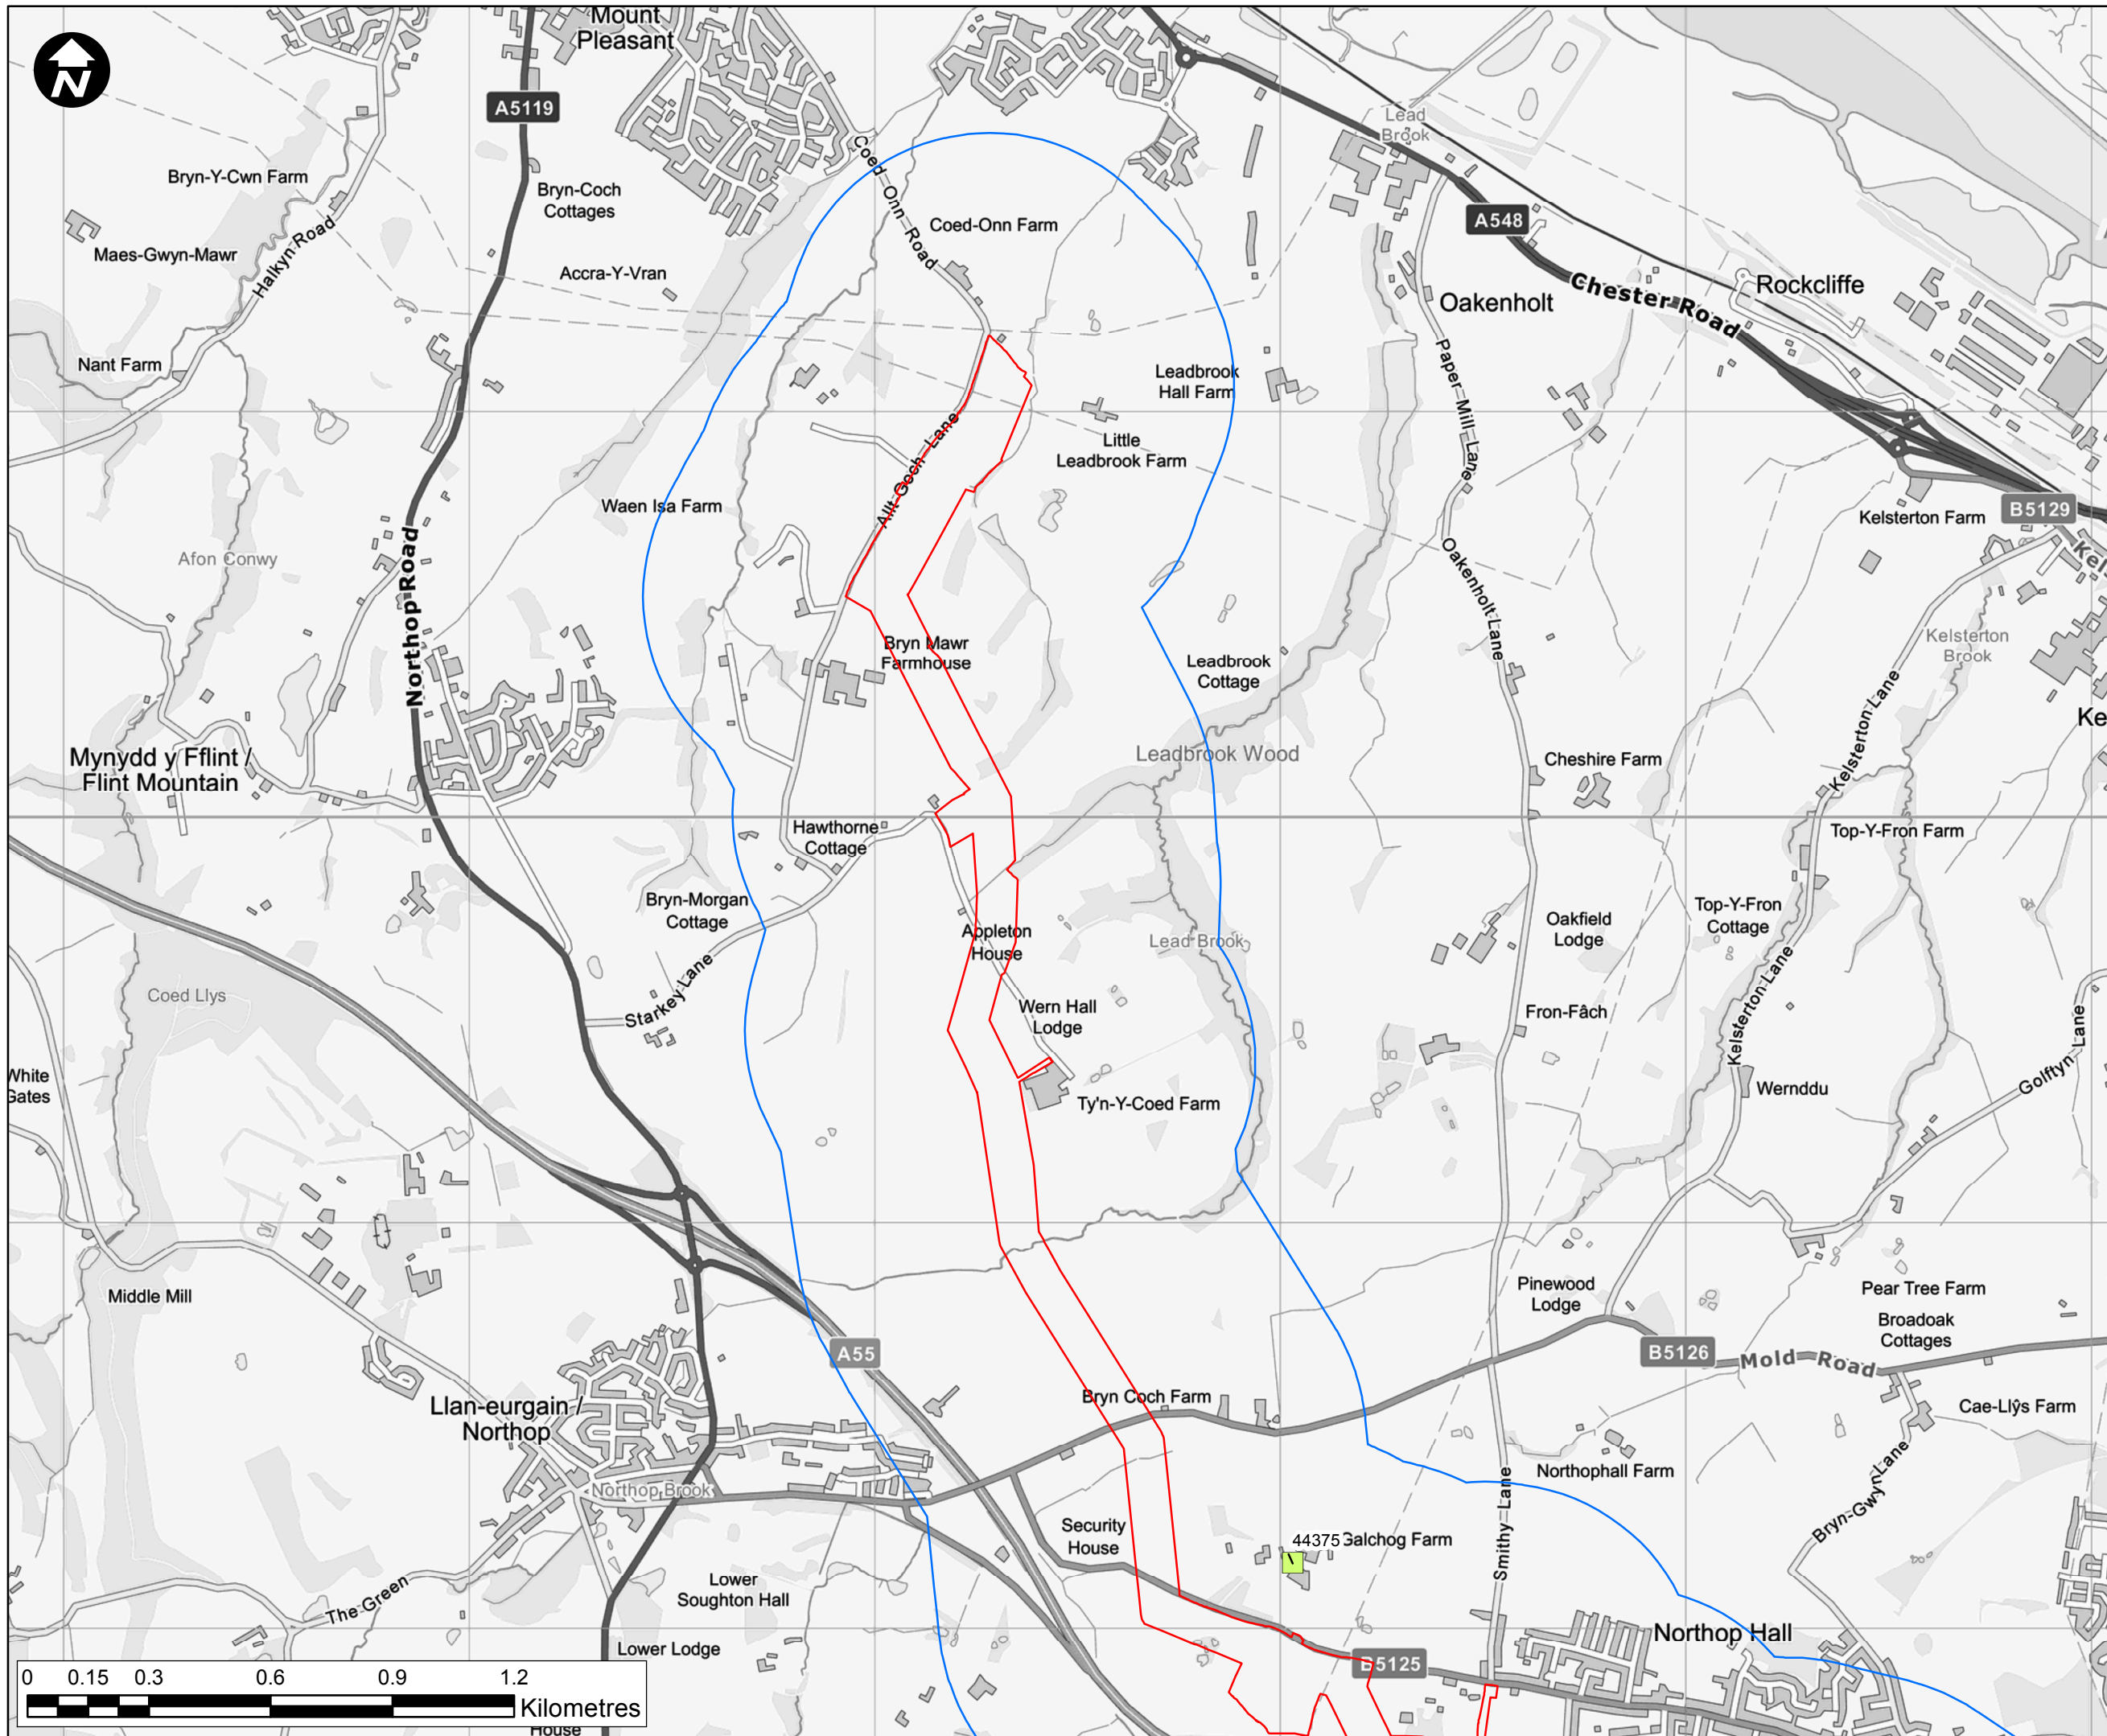 Mount
Pleasant
N
A5119
Lead
Brook
Coed-Onn-Road
Bryn-Y-Cwn Farm
Bryn-Coch
Cottages
A548
Coed-Onn Farm
Maes-Gwyn-Mawr
Halkyn-Road
Accra-Y-Vran
Chester-Road
Rockcliffe
Oakenholt
Nant Farm
Leadbrook
Hall Farm
Paper-Mill-Lane
Little
Leadbrook Farm
Allt-Goch-Lane
Waen Isa Farm
B5129
Kelsterton Farm
Afon Conwy
Northop-Road
Oakenholt-Lane
Kelsterton
Brook
Bryn Mawr
Farmhouse
Leadbrook
Cottage
Kelsterton-Lane
Ke
Mynydd y Fflint /
Flint Mountain
Leadbrook Wood
Cheshire Farm
Hawthorne
Cottage
Top-Y-Fron Farm
Bryn-Morgan
Cottage
Top-Y-Fron
Cottage
Oakfield
Lodge
Appleton
House
Lead Brook
Coed Llys
Starkey-Lane
Wern Hall
Lodge
Fron-Fâch
Kelsterton-Lane
Golftyn-Lane
White
Gates
Wernddu
Ty'n-Y-Coed Farm
Middle Mill
Pinewood
Lodge
Pear Tree Farm
Broadoak
Cottages
A55
B5126
Mold-Road
Llan-eurgain /
Northop
Bryn Coch Farm
Cae-Llŷs Farm
Northop Brook
Northophall Farm
Bryn-Gwyn-Lane
Smithy-Lane
Security
House
44375
Galchog Farm
The Green
Lower
Soughton Hall
Northop Hall
Lower Lodge
B5125
0 0.15 0.3 0.6 0.9 1.2
Kilometres
House